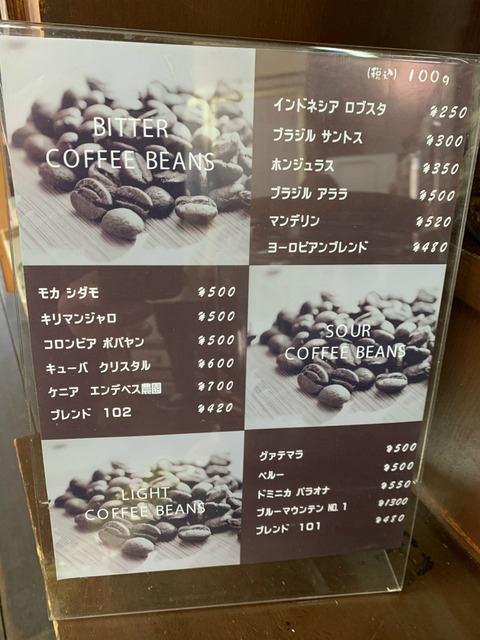 (税込) 100g
BITTER
COFFEE BEANS
インドネシア ロブスタ ¥250
ブラジル サントス ¥300
ホンジュラス ¥350
ブラジル アララ ¥500
マンデリン ¥520
ヨーロピアンブレンド ¥480
モカ シダモ ¥500
キリマンジャロ ¥500
コロンビア ポパヤン ¥500
キューバ クリスタル ¥600
ケニア エンデベス農園 ¥700
ブレンド 102 ¥420
SOUR
COFFEE BEANS
LIGHT
COFFEE BEANS
グァテマラ ¥500
ペルー ¥500
ドミニカ バラオナ ¥550
ブルーマウンテン NO.1 ¥1300
ブレンド 101 ¥480